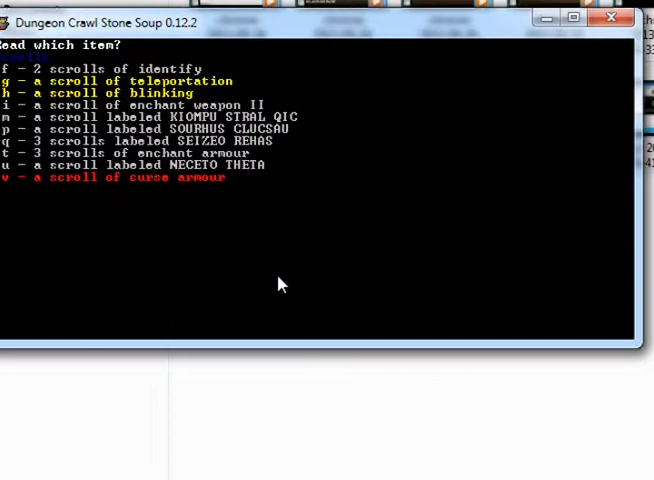 Dungeon Crawl Stone Soup 0.12.2
Read which item?
Scrolls
f - 2 scrolls of identify
g - a scroll of teleportation
h - a scroll of blinking
i - a scroll of enchant weapon II
m - a scroll labeled KIOMPU STRAL QIC
p - a scroll labeled SOURHUS CLUCSAU
q - 3 scrolls labeled SEIZEO REHAS
t - 3 scrolls of enchant armour
u - a scroll labeled NECETO THETA
v - a scroll of curse armour